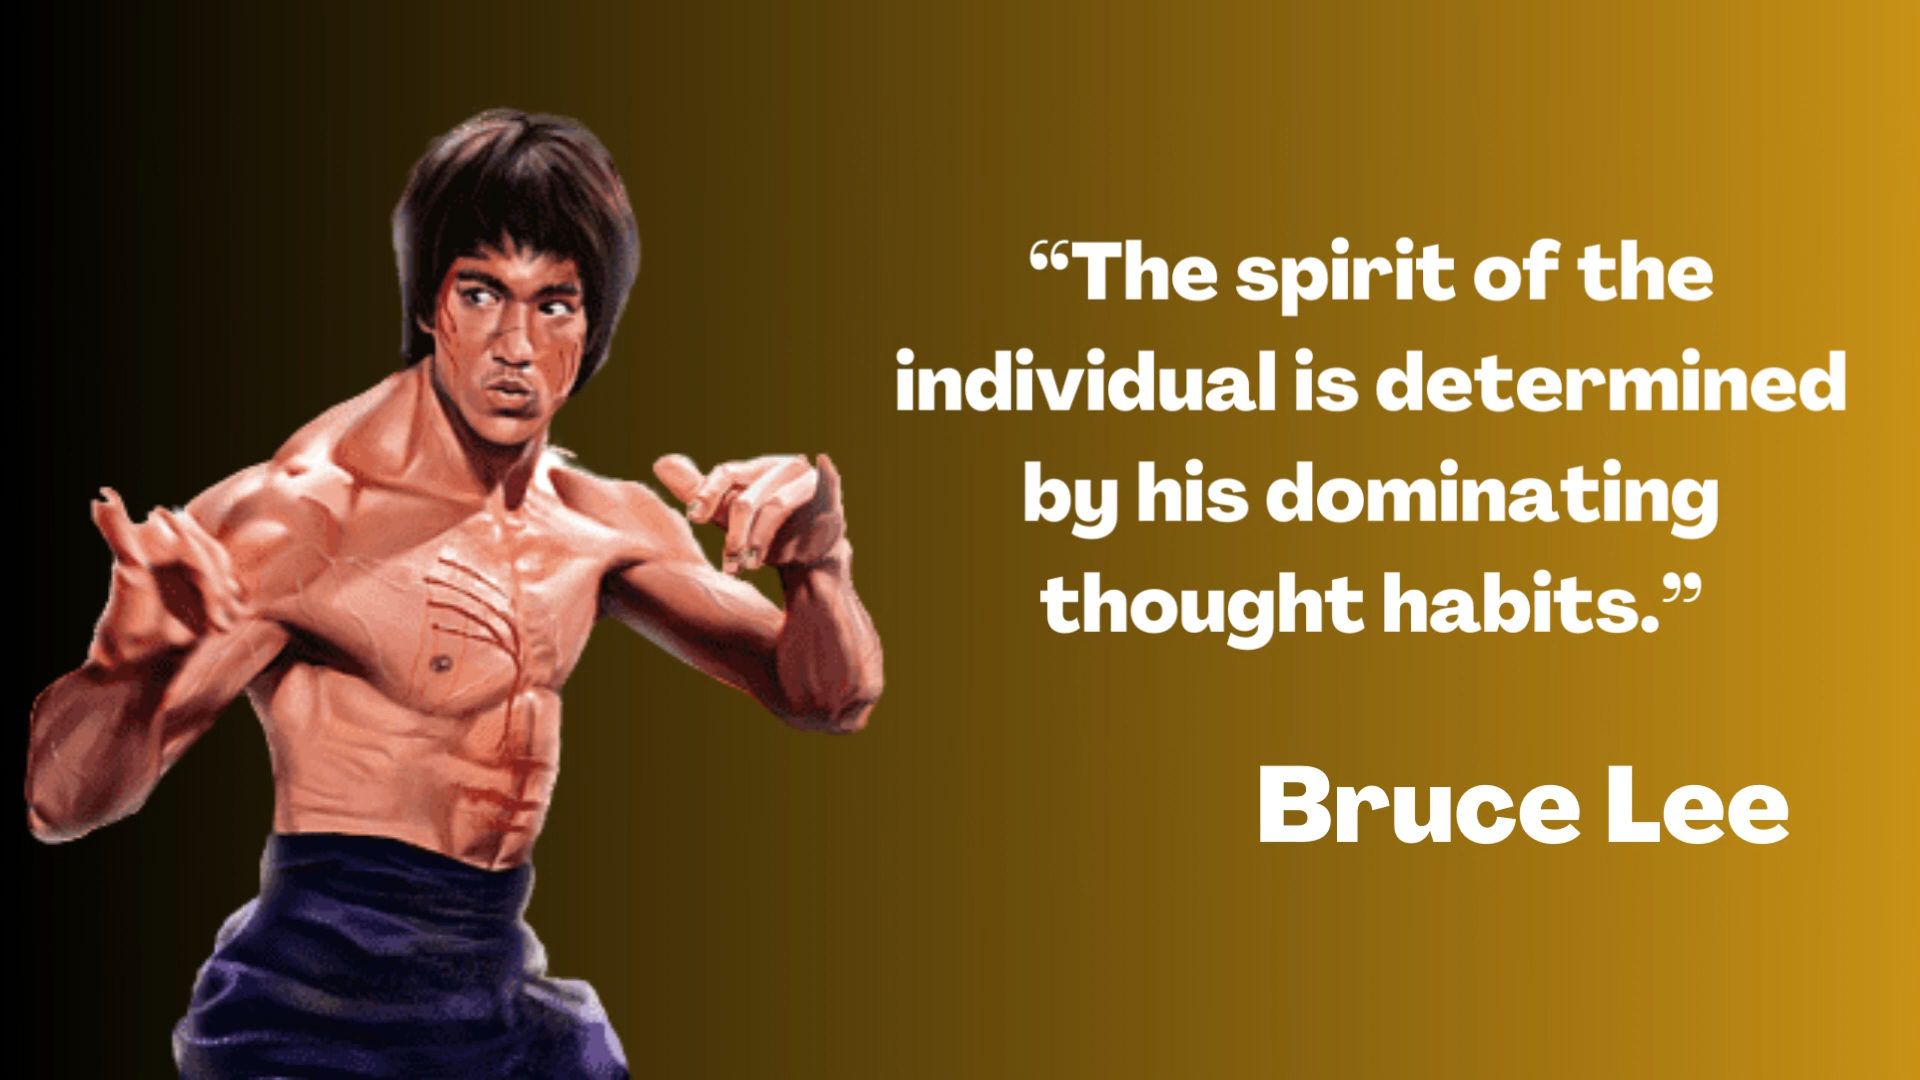 “The spirit of the
individual is determined
by his dominating
thought habits.”
Bruce Lee